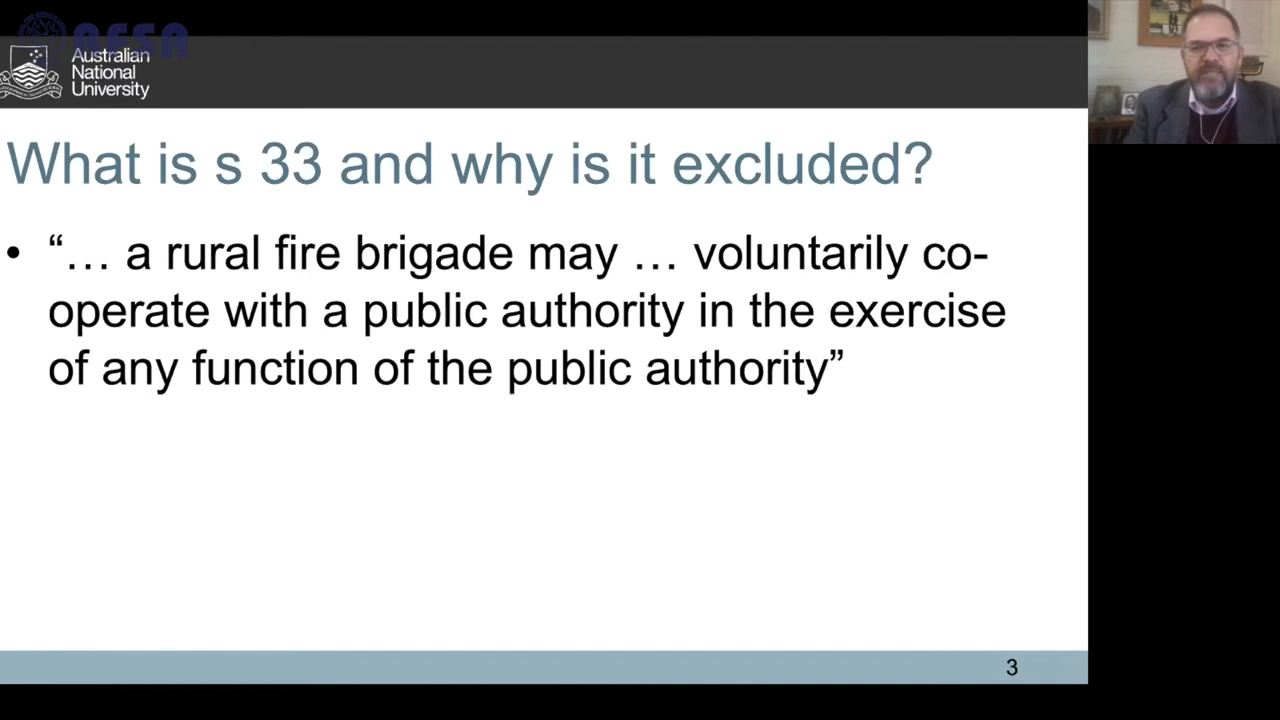 RFSA
Australian
National
University
What is s 33 and why is it excluded?
• “… a rural fire brigade may … voluntarily co-
operate with a public authority in the exercise
of any function of the public authority”
3